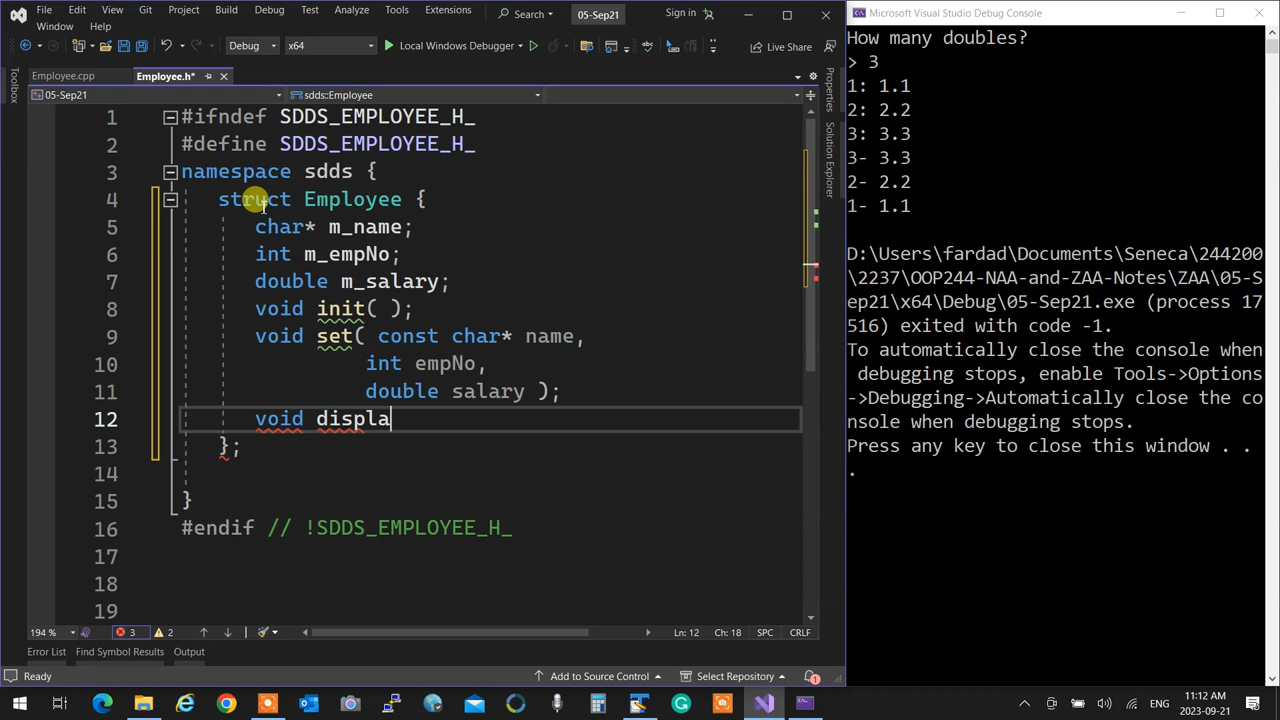 File Edit View Git Project Build Debug Test Analyze Tools Extensions Search 05-Sep21 Sign in
Window Help
Debug x64 Local Windows Debugger Live Share
Toolbox
Employee.cpp Employee.h*
05-Sep21 sdds::Employee
1 #ifndef SDDS_EMPLOYEE_H_
2 #define SDDS_EMPLOYEE_H_
3 namespace sdds {
4 struct Employee {
5 char* m_name;
6 int m_empNo;
7 double m_salary;
8 void init( );
9 void set( const char* name,
10 int empNo,
11 double salary );
12 void displa
13 };
14
15 }
16 #endif // !SDDS_EMPLOYEE_H_
17
18
19
Properties
Solution Explorer
194 % 3 2 Ln: 12 Ch: 18 SPC CRLF
Error List Find Symbol Results Output
Ready Add to Source Control Select Repository 1
Microsoft Visual Studio Debug Console
How many doubles?
> 3
1: 1.1
2: 2.2
3: 3.3
3- 3.3
2- 2.2
1- 1.1
D:\Users\fardad\Documents\Seneca\244200
\2237\OOP244-NAA-and-ZAA-Notes\ZAA\05-S
ep21\x64\Debug\05-Sep21.exe (process 17
516) exited with code -1.
To automatically close the console when
debugging stops, enable Tools->Options
->Debugging->Automatically close the co
nsole when debugging stops.
Press any key to close this window . .
.
ENG 11:12 AM
2023-09-21